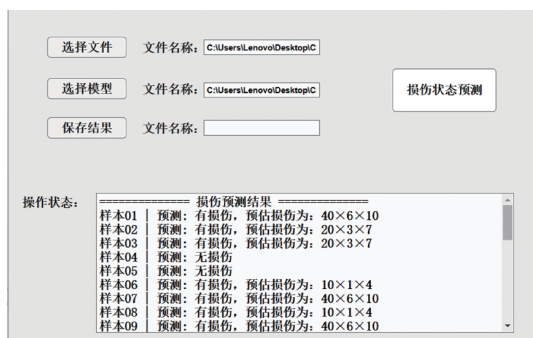 选择文件 文件名称: C:\Users\Lenovo\Desktop\C
选择模型 文件名称: C:\Users\Lenovo\Desktop\C
损伤状态预测
保存结果 文件名称:
操作状态:
============== 损伤预测结果 ==============
样本01 | 预测: 有损伤, 预估损伤为: 40×6×10
样本02 | 预测: 有损伤, 预估损伤为: 20×3×7
样本03 | 预测: 有损伤, 预估损伤为: 20×3×7
样本04 | 预测: 无损伤
样本05 | 预测: 无损伤
样本06 | 预测: 有损伤, 预估损伤为: 10×1×4
样本07 | 预测: 有损伤, 预估损伤为: 40×6×10
样本08 | 预测: 有损伤, 预估损伤为: 10×1×4
样本09 | 预测: 有损伤, 预估损伤为: 40×6×10